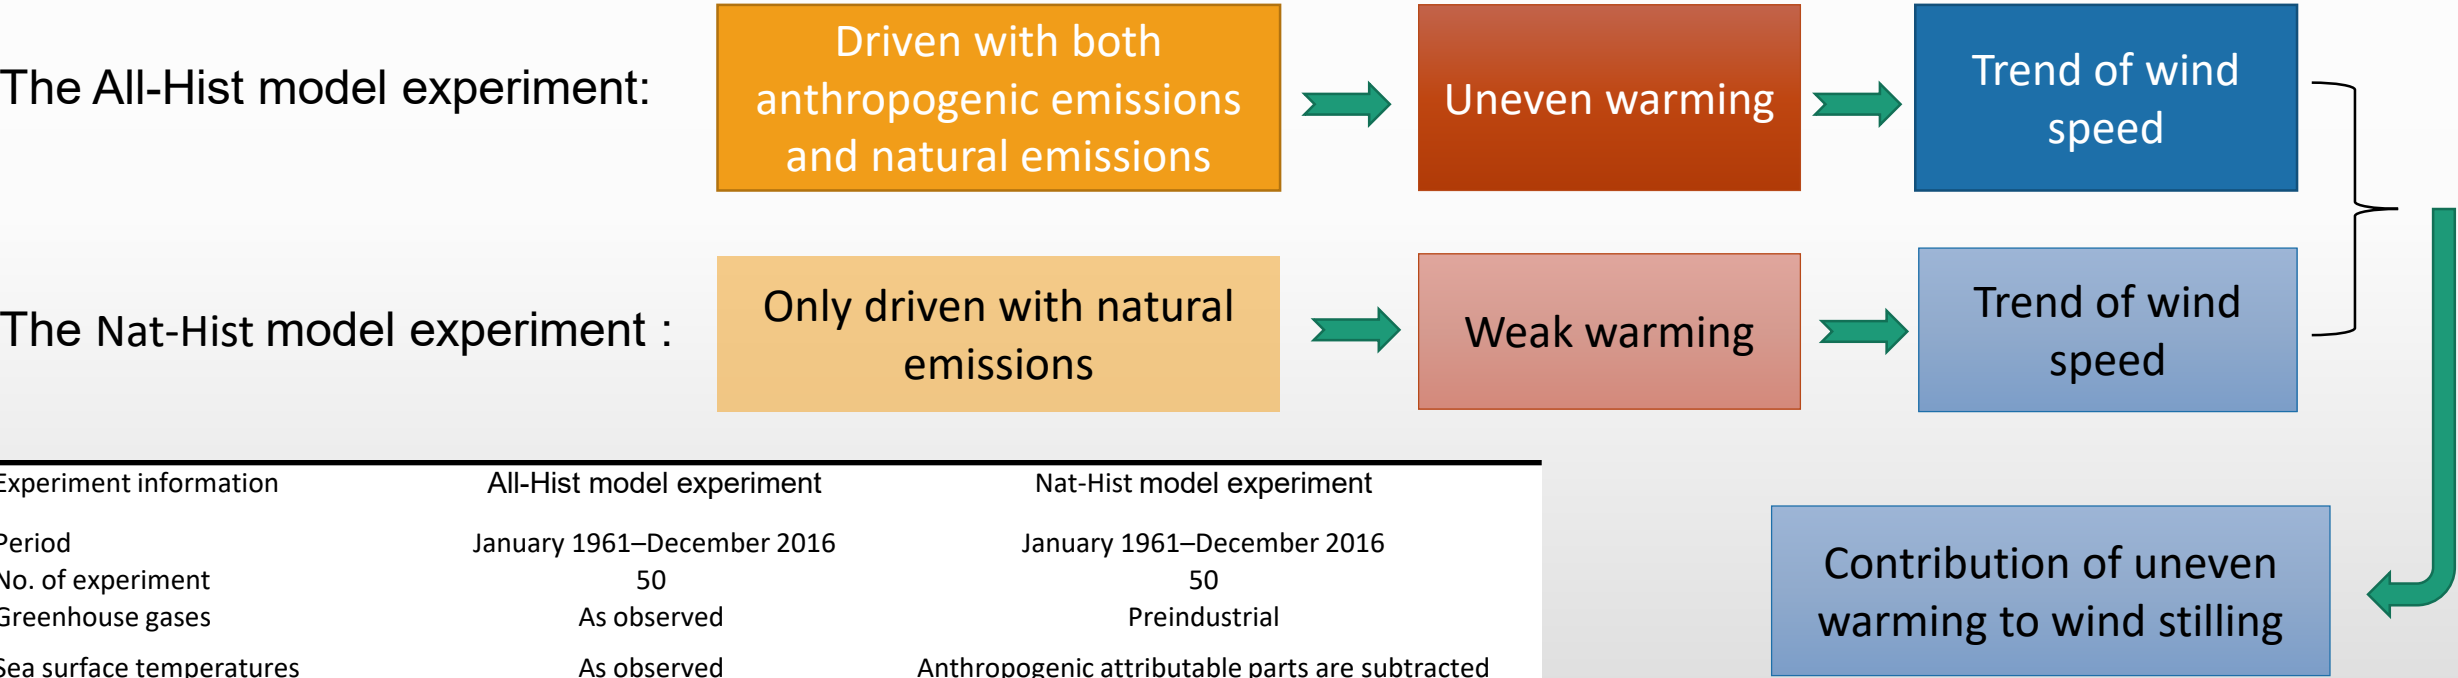 The All-Hist model experiment:
Driven with both
anthropogenic emissions
and natural emissions
Uneven warming
Trend of wind
speed
The Nat-Hist model experiment :
Only driven with natural
emissions
Weak warming
Trend of wind
speed
Experiment information All-Hist model experiment Nat-Hist model experiment
Period January 1961–December 2016 January 1961–December 2016
No. of experiment 50 50
Greenhouse gases As observed Preindustrial
Sea surface temperatures As observed Anthropogenic attributable parts are subtracted
Contribution of uneven
warming to wind stilling